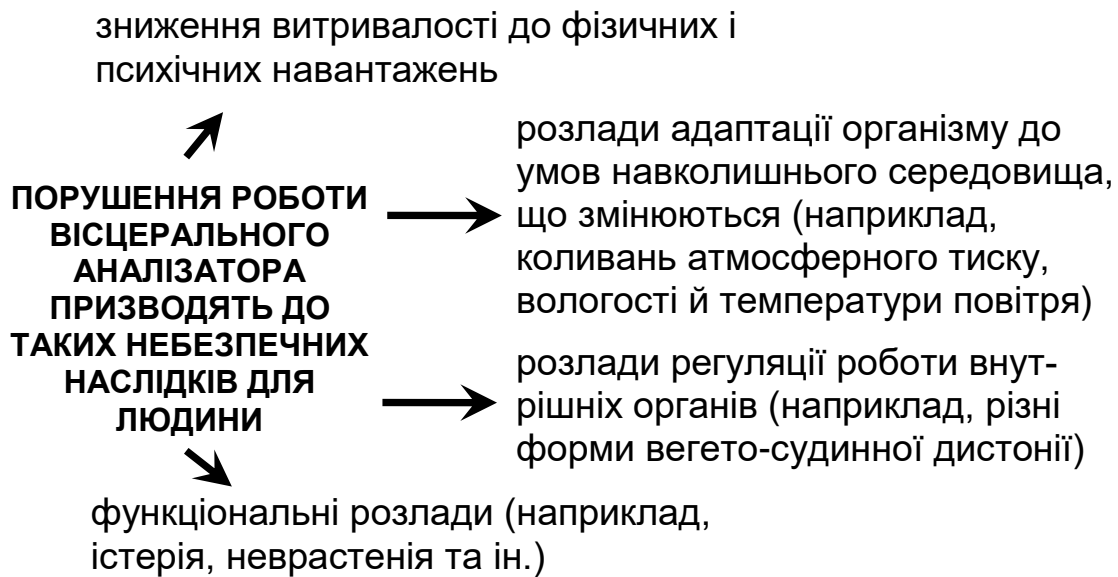 зниження витривалості до фізичних і
психічних навантажень
розлади адаптації організму до
умов навколишнього середовища,
що змінюються (наприклад,
коливань атмосферного тиску,
вологості й температури повітря)
ПОРУШЕННЯ РОБОТИ
ВІСЦЕРАЛЬНОГО
АНАЛІЗАТОРА
ПРИЗВОДЯТЬ ДО
ТАКИХ НЕБЕЗПЕЧНИХ
НАСЛІДКІВ ДЛЯ
ЛЮДИНИ
розлади регуляції роботи внут-
рішніх органів (наприклад, різні
форми вегето-судинної дистонії)
функціональні розлади (наприклад,
істерія, неврастенія та ін.)